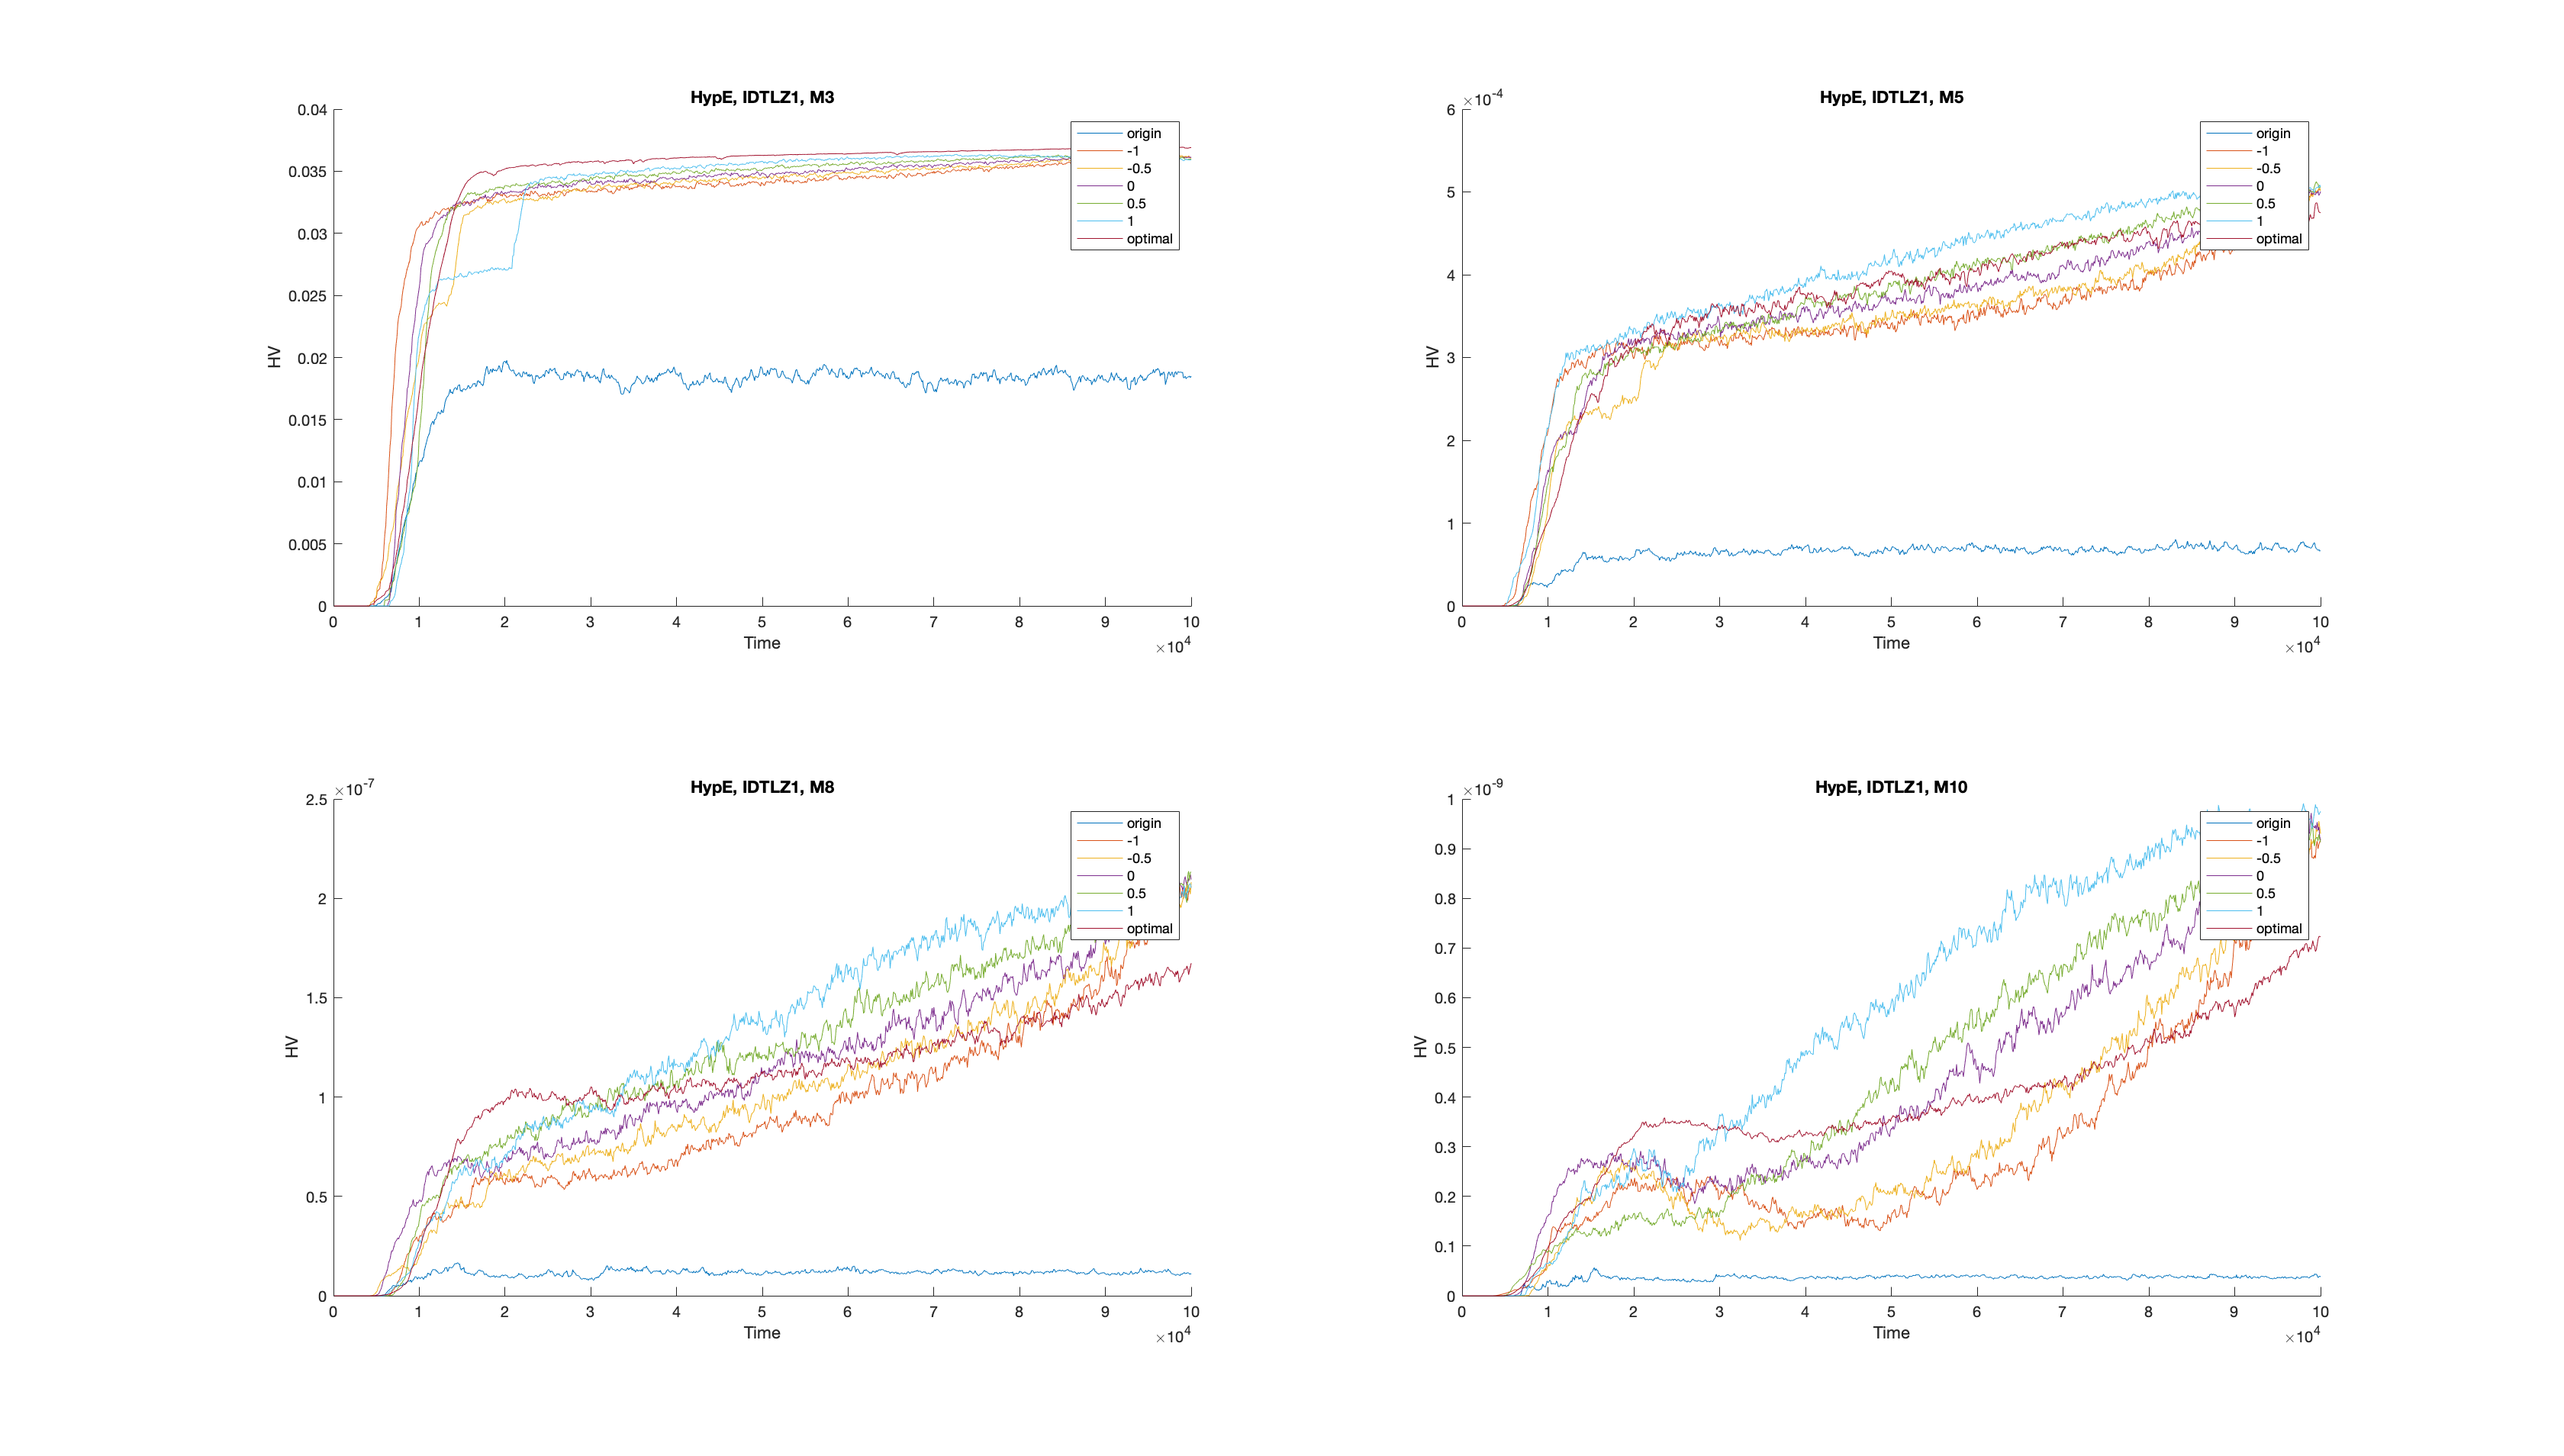 HypE, IDTLZ1, M3
0.04
0.035
0.03
0.025
0.02
0.015
0.01
0.005
0
HV
0 1 2 3 4 5 6 7 8 9 10
Time
×10^4
origin
-1
-0.5
0
0.5
1
optimal
HypE, IDTLZ1, M5
×10^-4
6
5
4
3
2
1
0
HV
0 1 2 3 4 5 6 7 8 9 10
Time
×10^4
origin
-1
-0.5
0
0.5
1
optimal
HypE, IDTLZ1, M8
×10^-7
2.5
2
1.5
1
0.5
0
HV
0 1 2 3 4 5 6 7 8 9 10
Time
×10^4
origin
-1
-0.5
0
0.5
1
optimal
HypE, IDTLZ1, M10
×10^-9
1
0.9
0.8
0.7
0.6
0.5
0.4
0.3
0.2
0.1
0
HV
0 1 2 3 4 5 6 7 8 9 10
Time
×10^4
origin
-1
-0.5
0
0.5
1
optimal